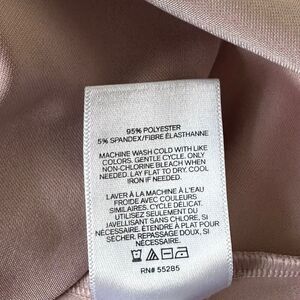 95% POLYESTER
5% SPANDEX/FIBRE ÉLASTHANNE
MACHINE WASH COLD WITH LIKE
COLORS. GENTLE CYCLE. ONLY
NON-CHLORINE BLEACH WHEN
NEEDED. LAY FLAT TO DRY. COOL
IRON IF NEEDED.
LAVER À LA MACHINE À L'EAU
FROIDE AVEC COULEURS
SIMILAIRES. CYCLE DÉLICAT.
UTILISEZ SEULEMENT DU
JAVELLISANT SANS CHLORE, SI
NÉCESSAIRE. ÉTENDRE À PLAT POUR
SÉCHER. REPASSAGE DOUX, SI
NÉCESSAIRE.
RN# 55285